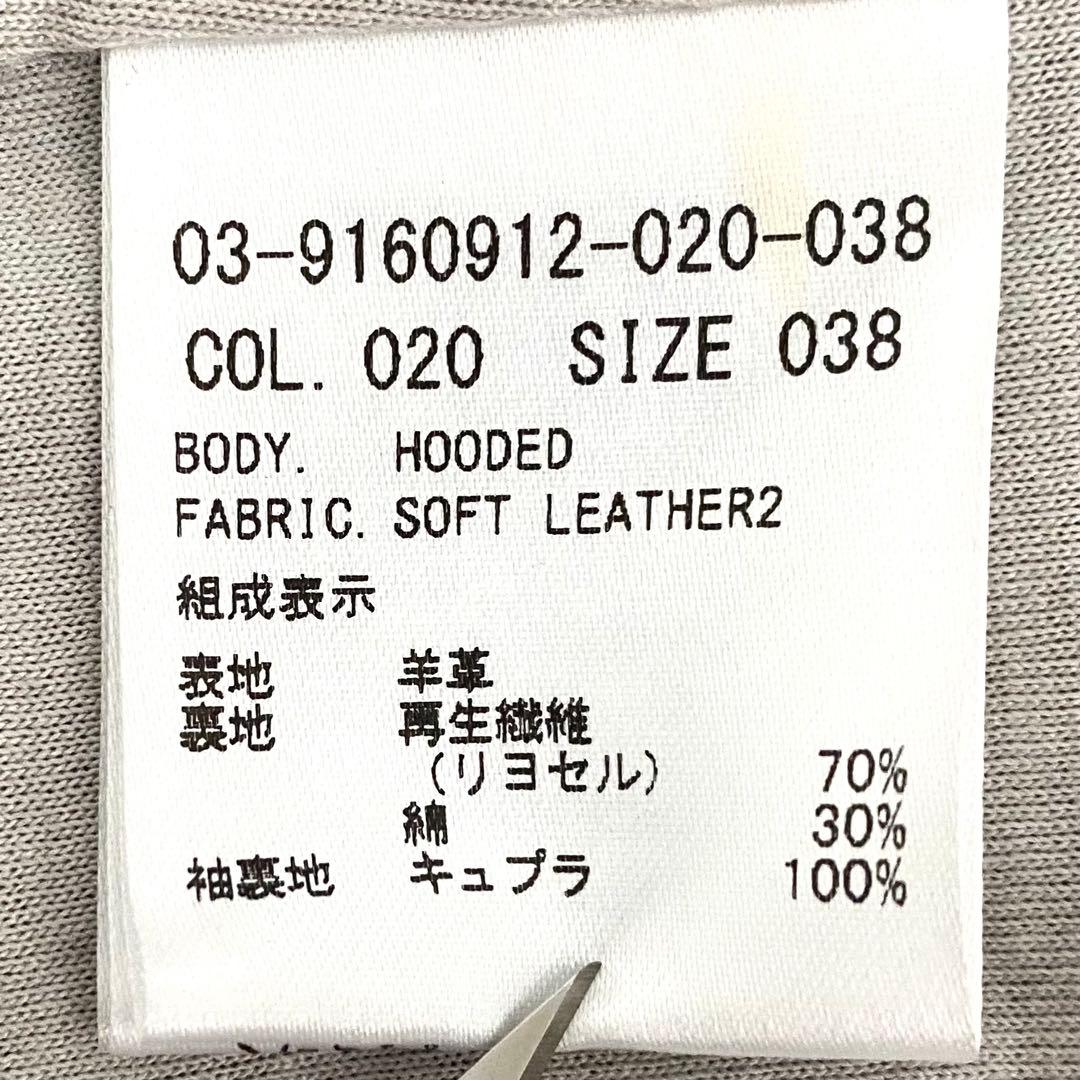 03-9160912-020-038
COL. 020 SIZE 038
BODY. HOODED
FABRIC. SOFT LEATHER2
組成表示
表地 羊革
裏地 再生繊維
(リヨセル) 70%
綿 30%
袖裏地 キュプラ 100%